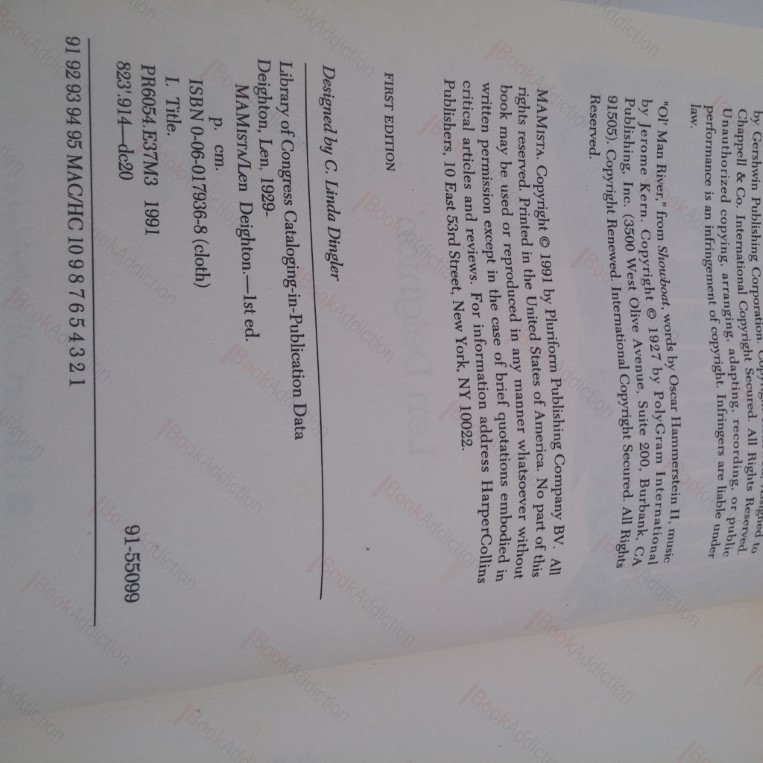 by Gershwin Publishing Corporation. assigned to
Chappell & Co. International Copyright Secured. All Rights Reserved.
Unauthorized copying, arranging, adapting, recording, or public
performance is an infringement of copyright. Infringers are liable under
law.
"Ol' Man River," from Showboat, words by Oscar Hammerstein II, music
by Jerome Kern. Copyright © 1927 by PolyGram International
Publishing, Inc. (3500 West Olive Avenue, Suite 200, Burbank, CA
91505). Copyright Renewed. International Copyright Secured. All Rights
Reserved.
MAMISTA. Copyright © 1991 by Pluriform Publishing Company BV. All
rights reserved. Printed in the United States of America. No part of this
book may be used or reproduced in any manner whatsoever without
written permission except in the case of brief quotations embodied in
critical articles and reviews. For information address HarperCollins
Publishers, 10 East 53rd Street, New York, NY 10022.
FIRST EDITION
Designed by C. Linda Dingler
Library of Congress Cataloging-in-Publication Data
Deighton, Len, 1929-
MAMISTA/Len Deighton.—1st ed.
p. cm.
ISBN 0-06-017936-8 (cloth)
I. Title.
PR6054.E37M3 1991
823'.914—dc20 91-55099
91 92 93 94 95 MAC/HC 10 9 8 7 6 5 4 3 2 1
BookAddiction